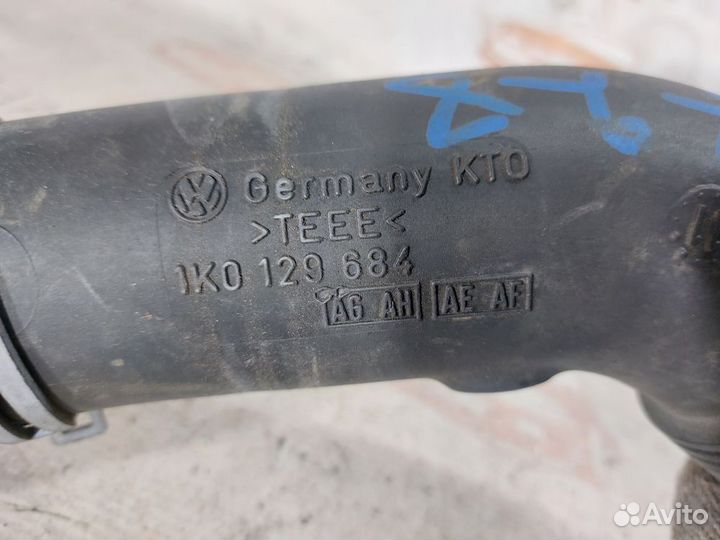 Germany KTO
>TEEE<
1K0 129 684
AG AH AE AF
Avito